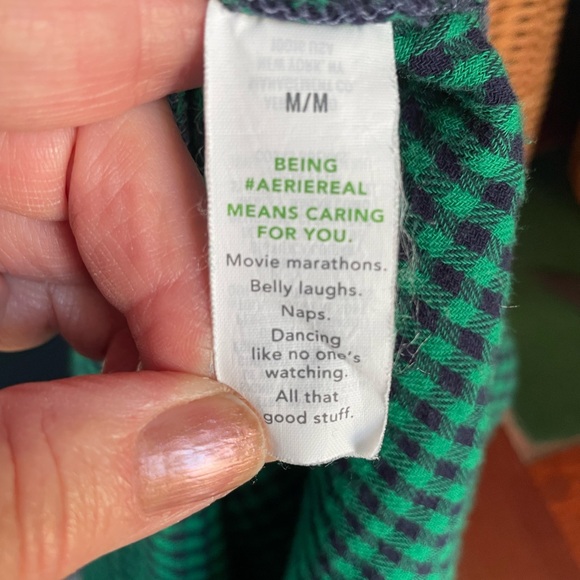 M/M
BEING
#AERIEREAL
MEANS CARING
FOR YOU.
Movie marathons.
Belly laughs.
Naps.
Dancing
like no one's
watching.
All that
good stuff.